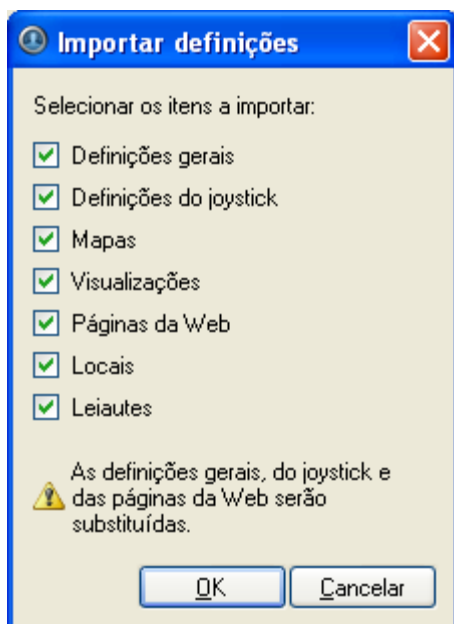 Importar definições
Selecionar os itens a importar:
Definições gerais
Definições do joystick
Mapas
Visualizações
Páginas da Web
Locais
Leiautes
As definições gerais, do joystick e
das páginas da Web serão
substituídas.
OK
Cancelar